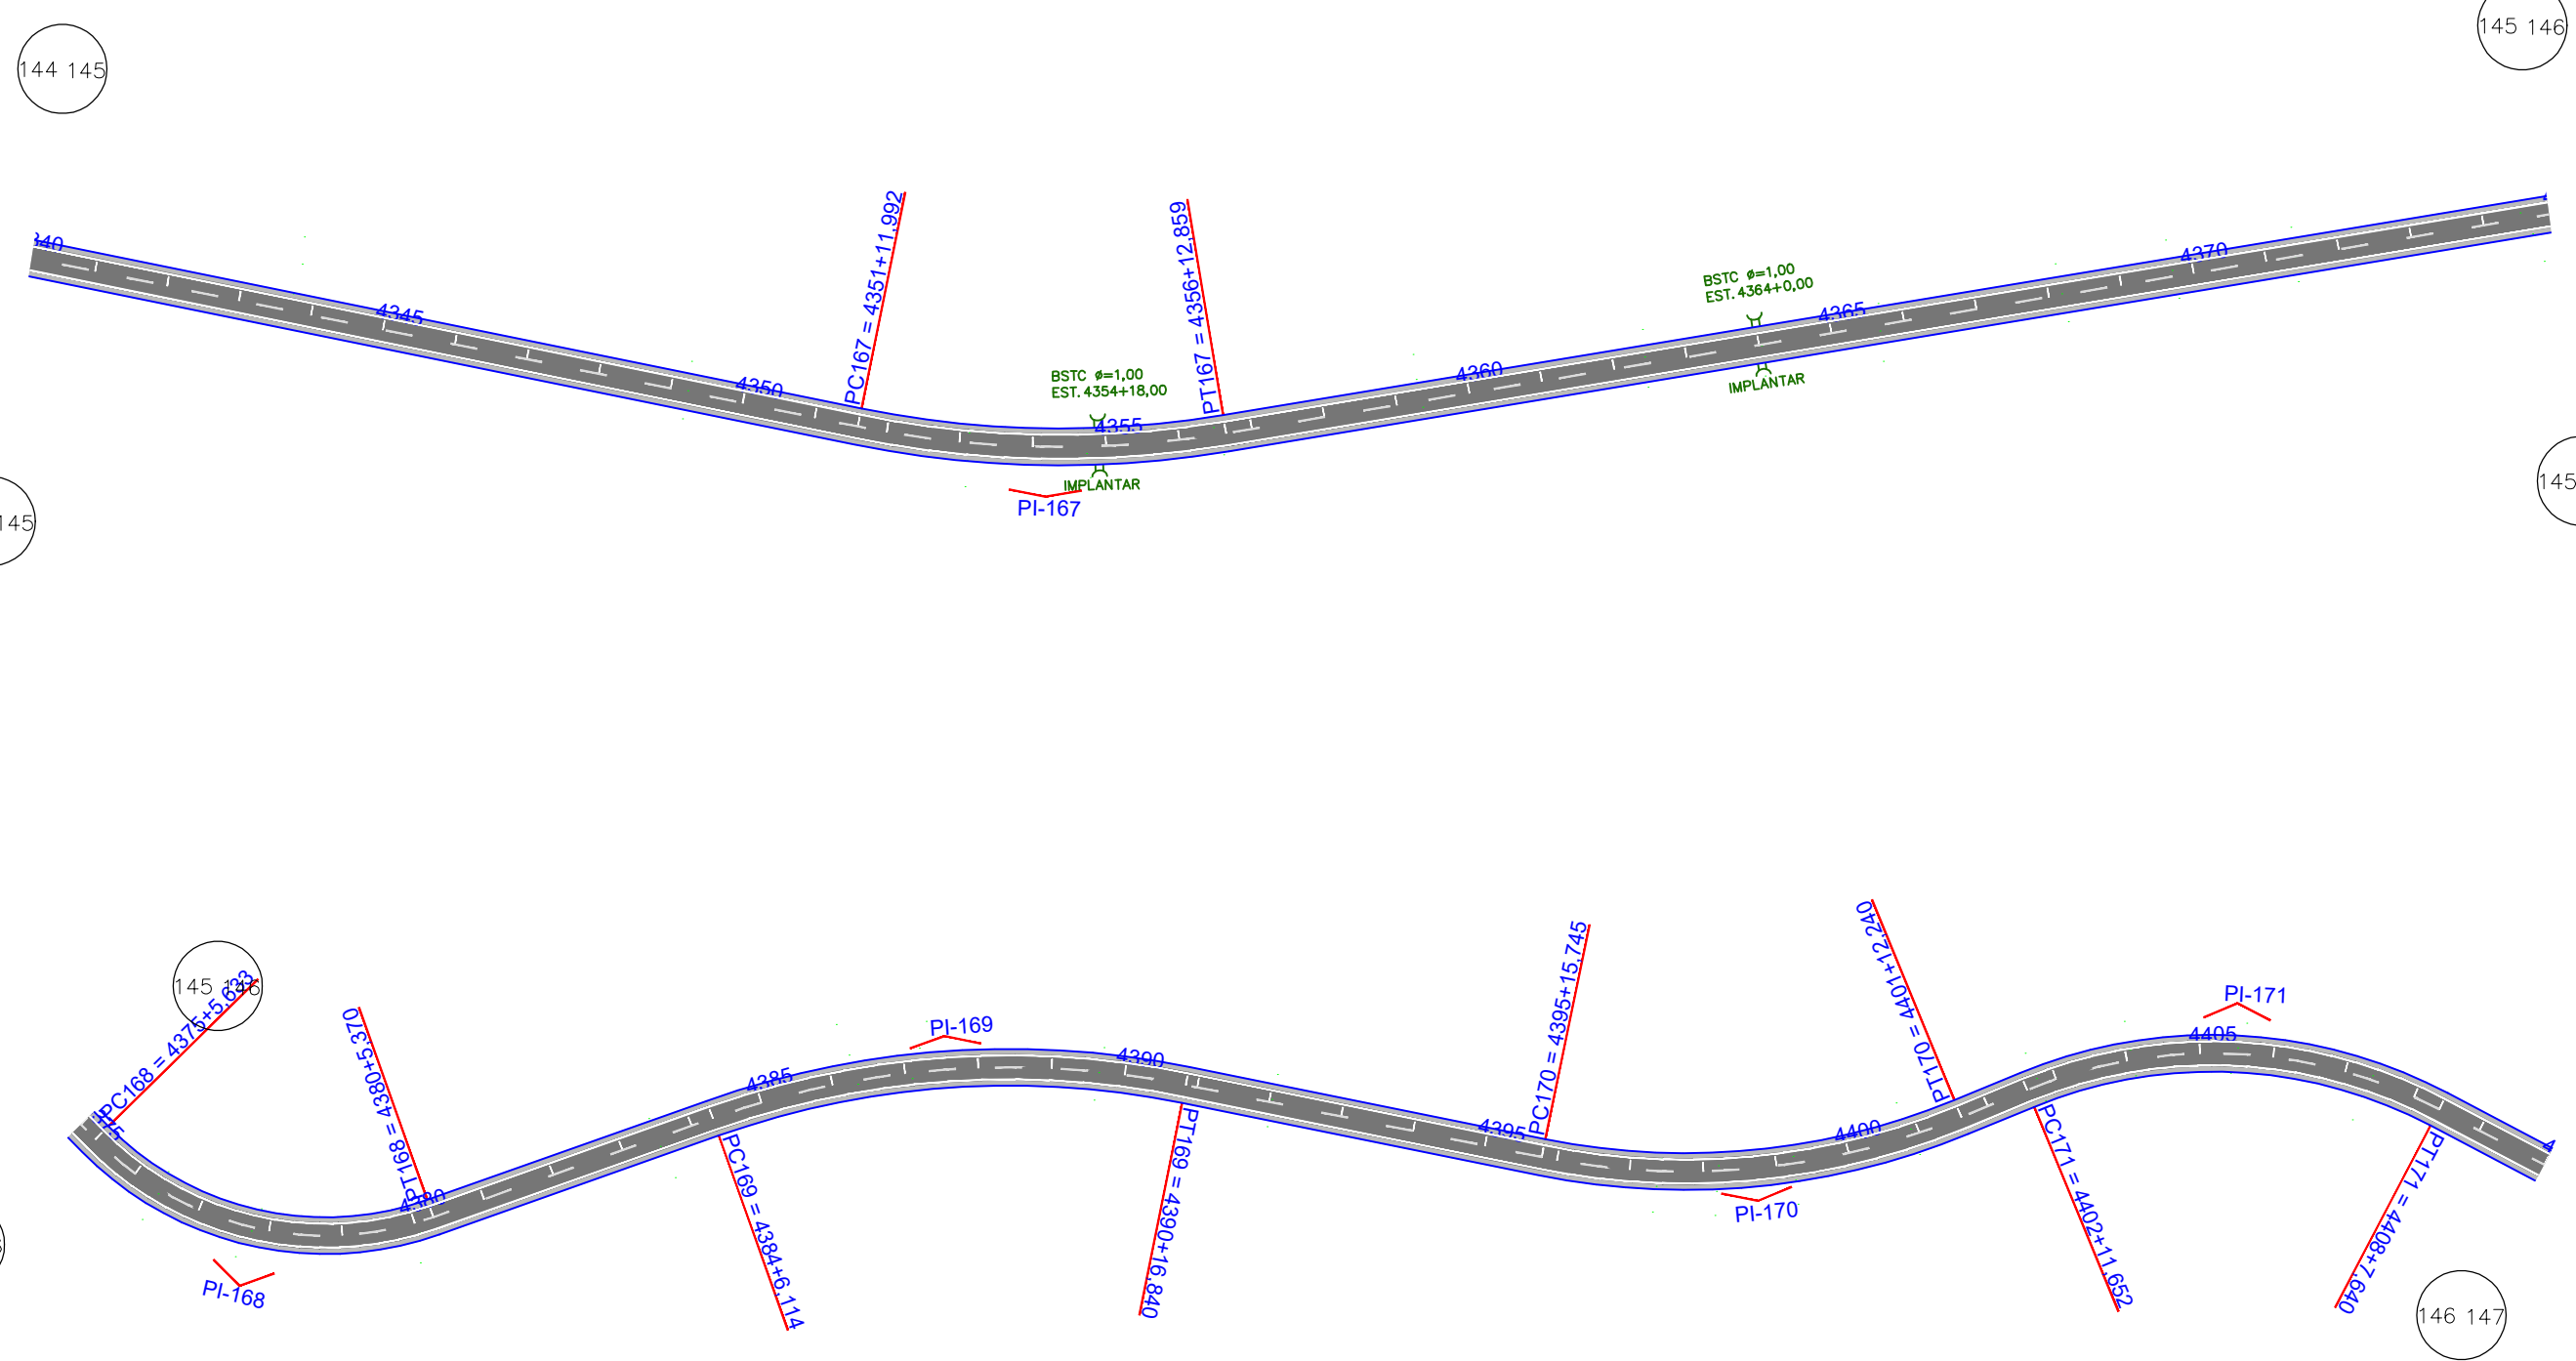 144 145
145 146
4345
4350
PC167 = 4351+11,992
PT167 = 4356+12,859
BSTC ø=1,00
EST. 4354+18,00
4355
IMPLANTAR
PI-167
4360
BSTC ø=1,00
EST. 4364+0,00
4365
IMPLANTAR
4370
145
145
145 146
PC168 = 4375+5,633
PT168 = 4380+5,370
4380
PI-168
PC169 = 4384+6,114
4385
PI-169
4390
PT169 = 4390+16,840
4395
PC170 = 4395+15,745
PI-170
4400
PT170 = 4401+12,240
PC171 = 4402+11,652
4405
PI-171
PT171 = 4408+7,640
146 147